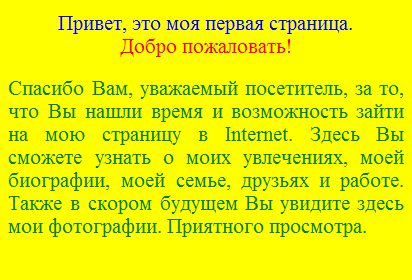 Привет, это моя первая страница.
Добро пожаловать!
Спасибо Вам, уважаемый посетитель, за то,
что Вы нашли время и возможность зайти
на мою страницу в Internet. Здесь Вы
сможете узнать о моих увлечениях, моей
биографии, моей семье, друзьях и работе.
Также в скором будущем Вы увидите здесь
мои фотографии. Приятного просмотра.